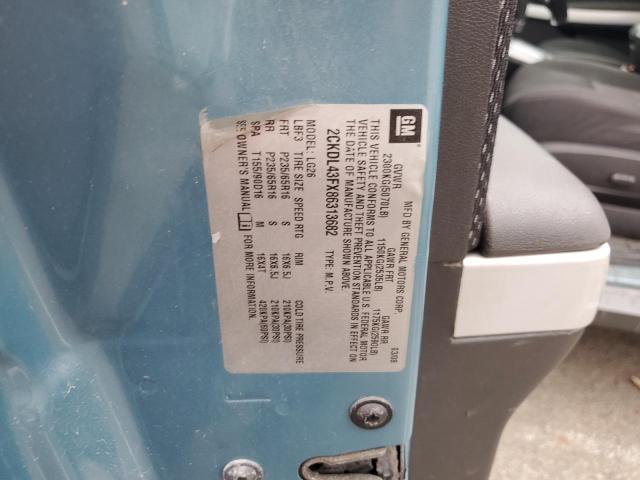 GM
MFD BY GENERAL MOTORS CORP. 03/08
GVWR GAWR FRT GAWR RR
2300KG(5070LB) 1150KG(2535LB) 1175KG(2590LB)
THIS VEHICLE CONFORMS TO ALL APPLICABLE U.S. FEDERAL MOTOR
VEHICLE SAFETY AND THEFT PREVENTION STANDARDS IN EFFECT ON
THE DATE OF MANUFACTURE SHOWN ABOVE.
2CKDL43FX86313682 TYPE: M.P.V.
MODEL: LG26
LBF3 TIRE SIZE SPEED RTG RIM COLD TIRE PRESSURE
FRT P235/65R16 S 16X6.5J 210KPA(30PSI)
RR P235/65R16 S 16X6.5J 210KPA(30PSI)
SPA T155/90D16 M 16X4T 420KPA(60PSI)
SEE OWNER'S MANUAL FOR MORE INFORMATION.